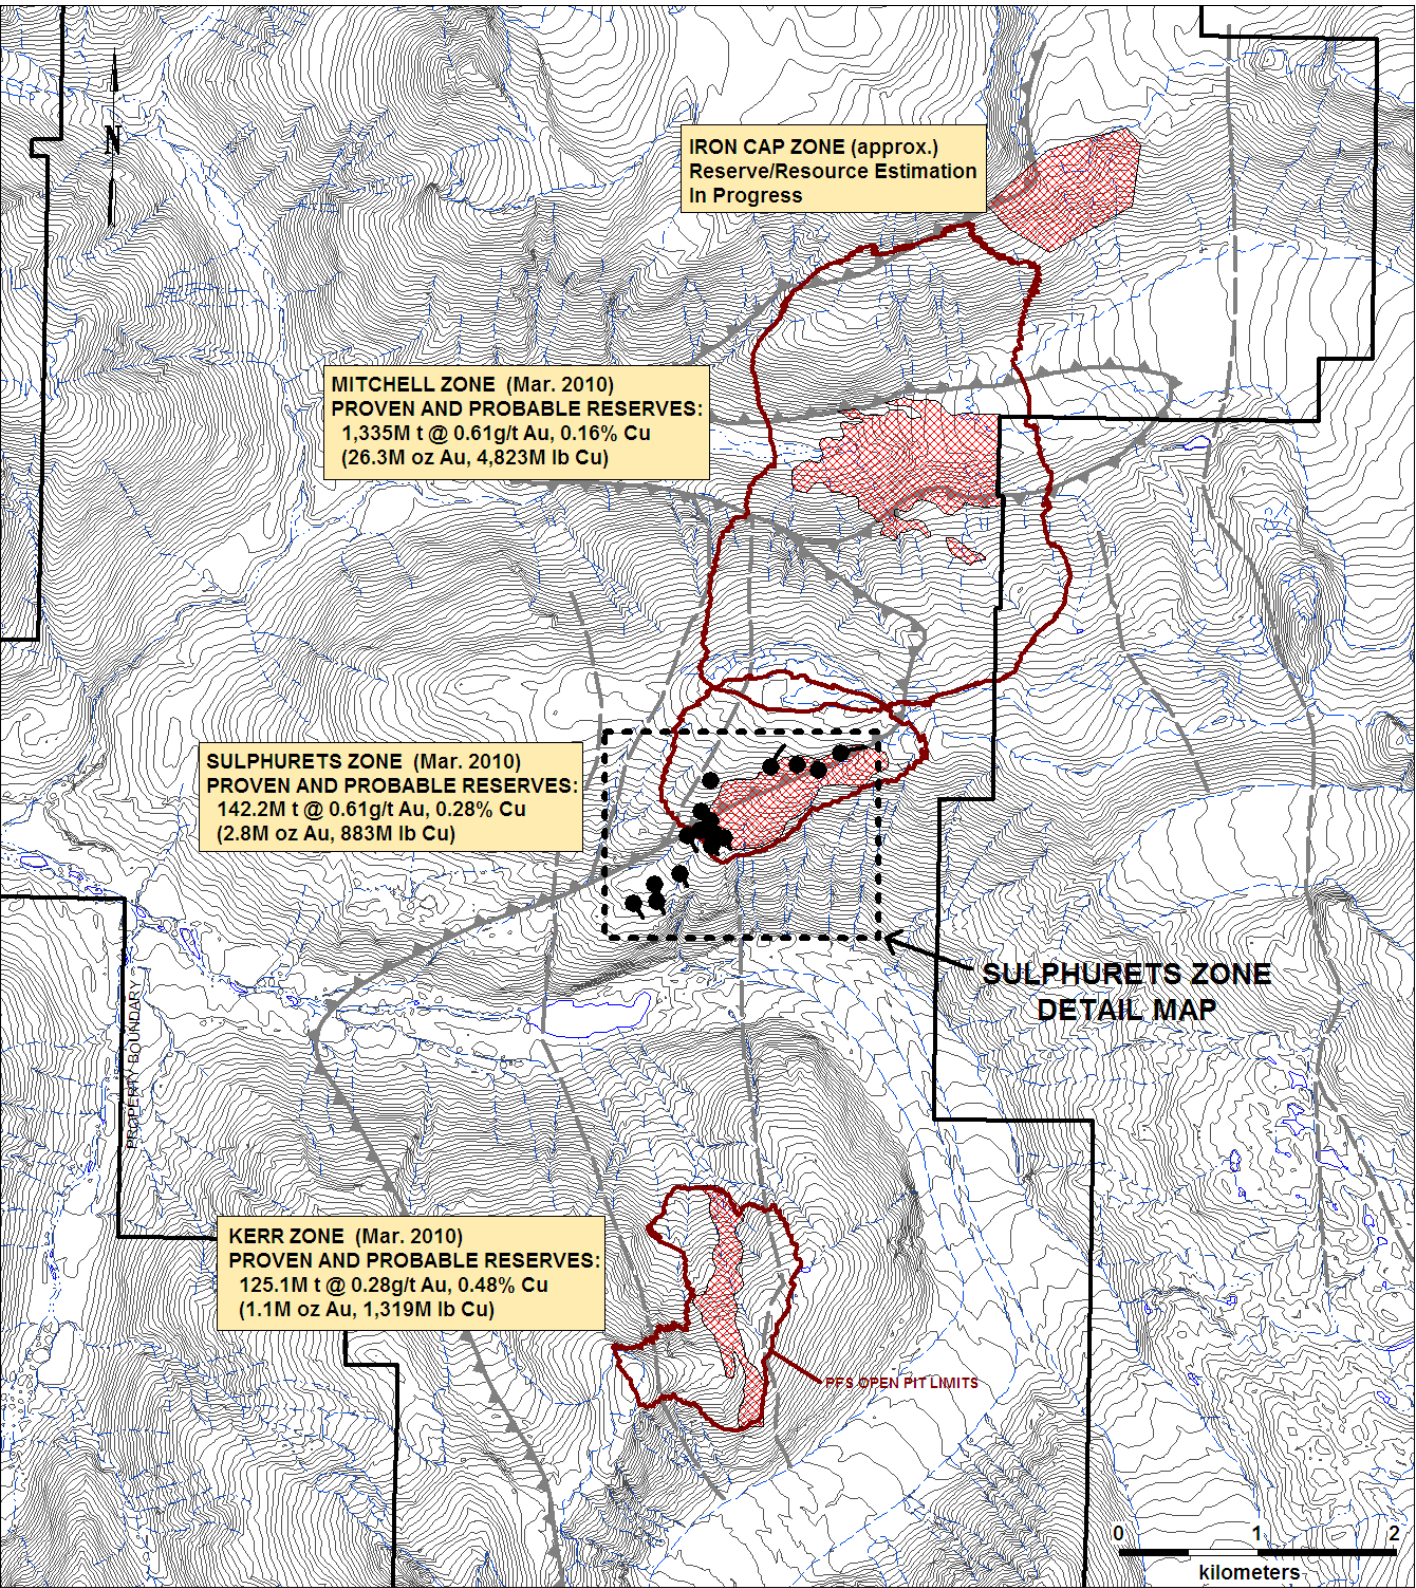 N
IRON CAP ZONE (approx.)
Reserve/Resource Estimation
In Progress
MITCHELL ZONE (Mar. 2010)
PROVEN AND PROBABLE RESERVES:
1,335M t @ 0.61g/t Au, 0.16% Cu
(26.3M oz Au, 4,823M lb Cu)
SULPHURETS ZONE (Mar. 2010)
PROVEN AND PROBABLE RESERVES:
142.2M t @ 0.61g/t Au, 0.28% Cu
(2.8M oz Au, 883M lb Cu)
SULPHURETS ZONE
DETAIL MAP
PROPERTY BOUNDARY
KERR ZONE (Mar. 2010)
PROVEN AND PROBABLE RESERVES:
125.1M t @ 0.28g/t Au, 0.48% Cu
(1.1M oz Au, 1,319M lb Cu)
PFS OPEN PIT LIMITS
0 1 2
kilometers